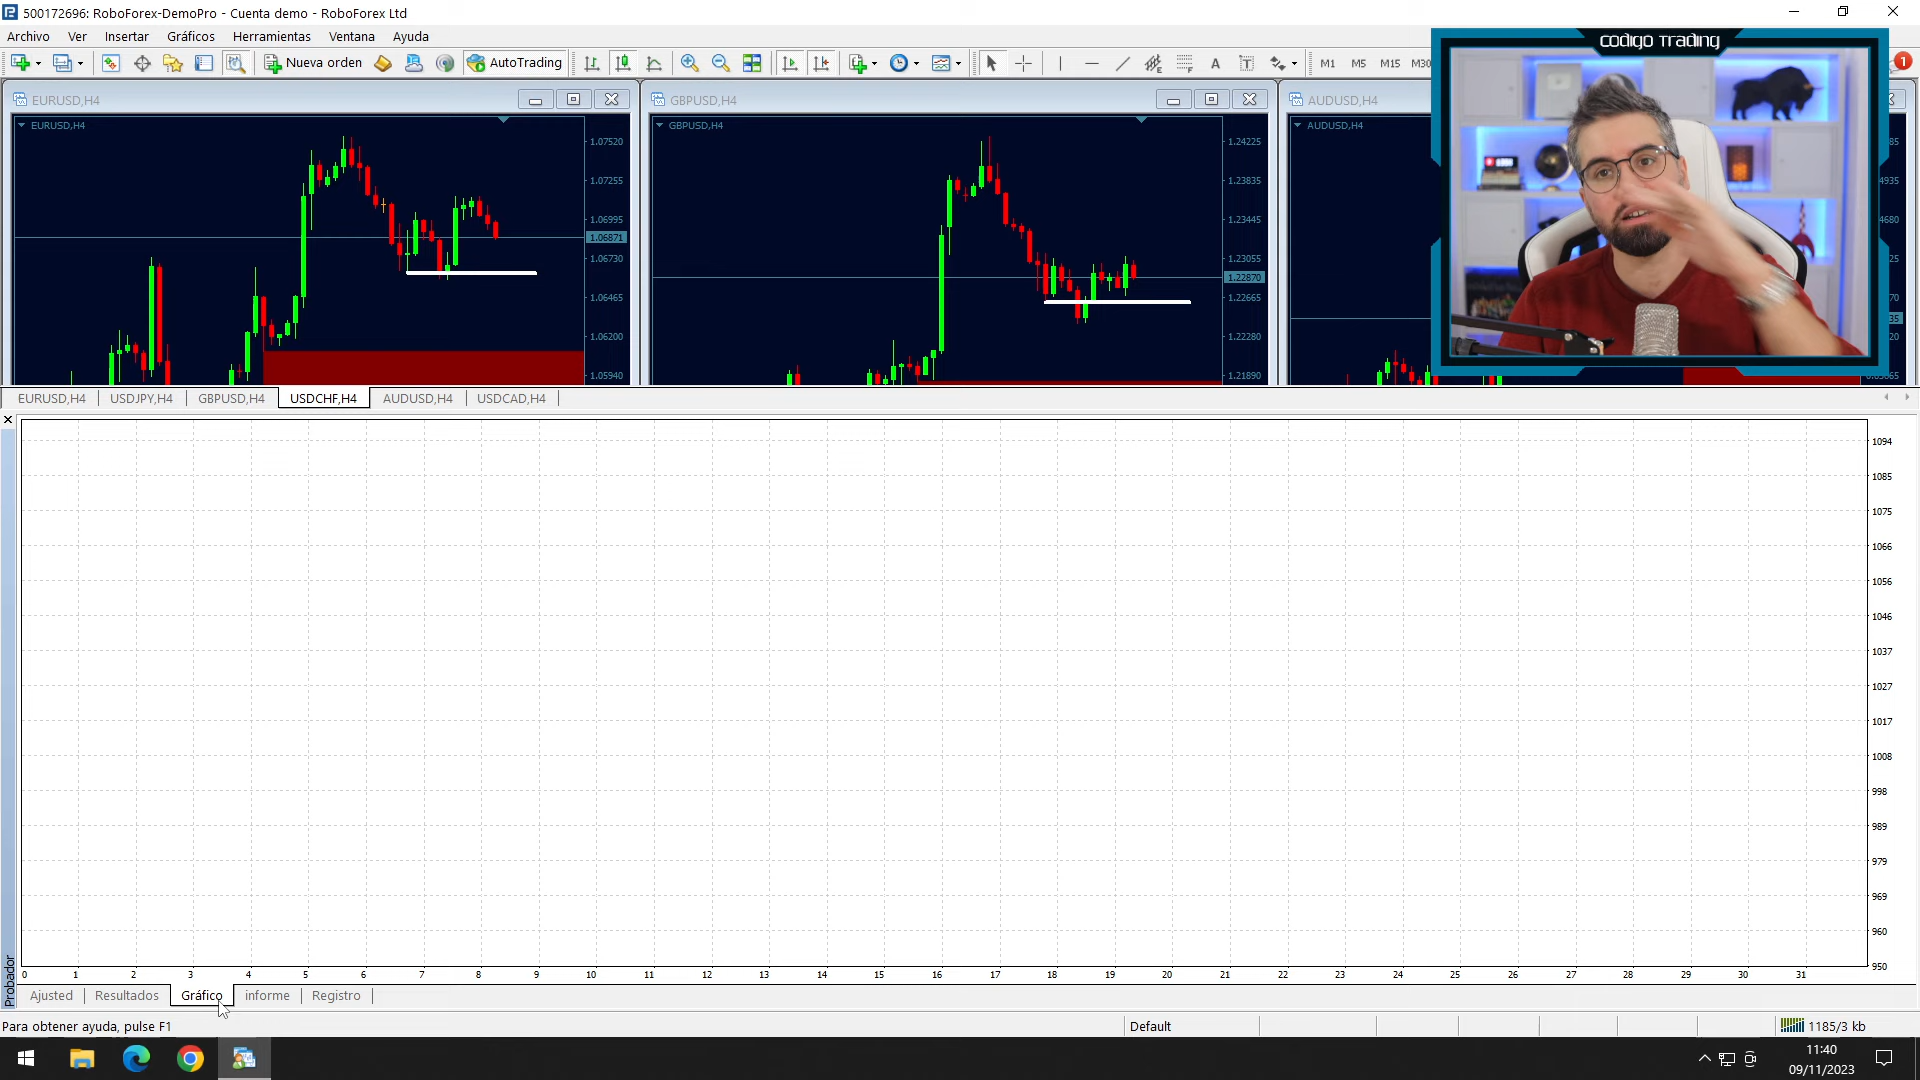 500172696: RoboForex-DemoPro - Cuenta demo - RoboForex Ltd
Archivo Ver Insertar Gráficos Herramientas Ventana Ayuda
Nueva orden AutoTrading A T M1 M5 M15 M30
1
codigo Trading
EURUSD,H4
GBPUSD,H4
AUDUSD,H4
EURUSD,H4
1.07520
1.07255
1.06995
1.06871
1.06730
1.06465
1.06200
1.05940
GBPUSD,H4
1.24225
1.23835
1.23445
1.23055
1.22870
1.22665
1.22280
1.21890
AUDUSD,H4
EURUSD,H4 USDJPY,H4 GBPUSD,H4 USDCHF,H4 AUDUSD,H4 USDCAD,H4
1094
1085
1075
1066
1056
1046
1037
1027
1017
1008
998
989
979
969
960
950
0 1 2 3 4 5 6 7 8 9 10 11 12 13 14 15 16 17 18 19 20 21 22 23 24 25 26 27 28 29 30 31
Probador
Ajusted Resultados Gráfico informe Registro
Para obtener ayuda, pulse F1
Default
1185/3 kb
11:40
09/11/2023